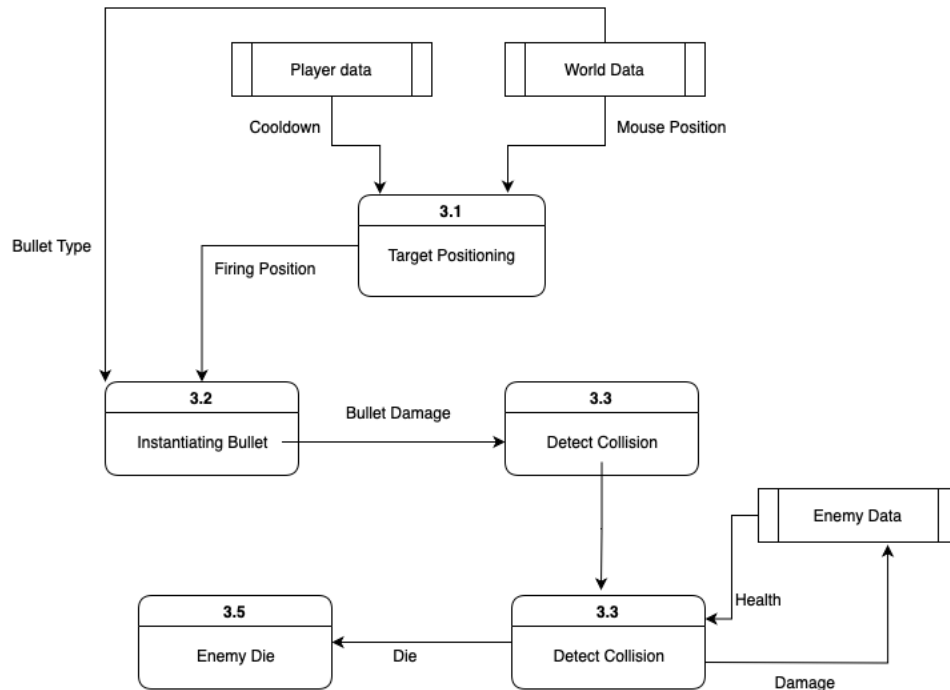 Player data
World Data
Cooldown
Mouse Position
3.1
Target Positioning
Bullet Type
Firing Position
3.2
Instantiating Bullet
Bullet Damage
3.3
Detect Collision
Enemy Data
Health
3.5
Enemy Die
Die
3.3
Detect Collision
Damage